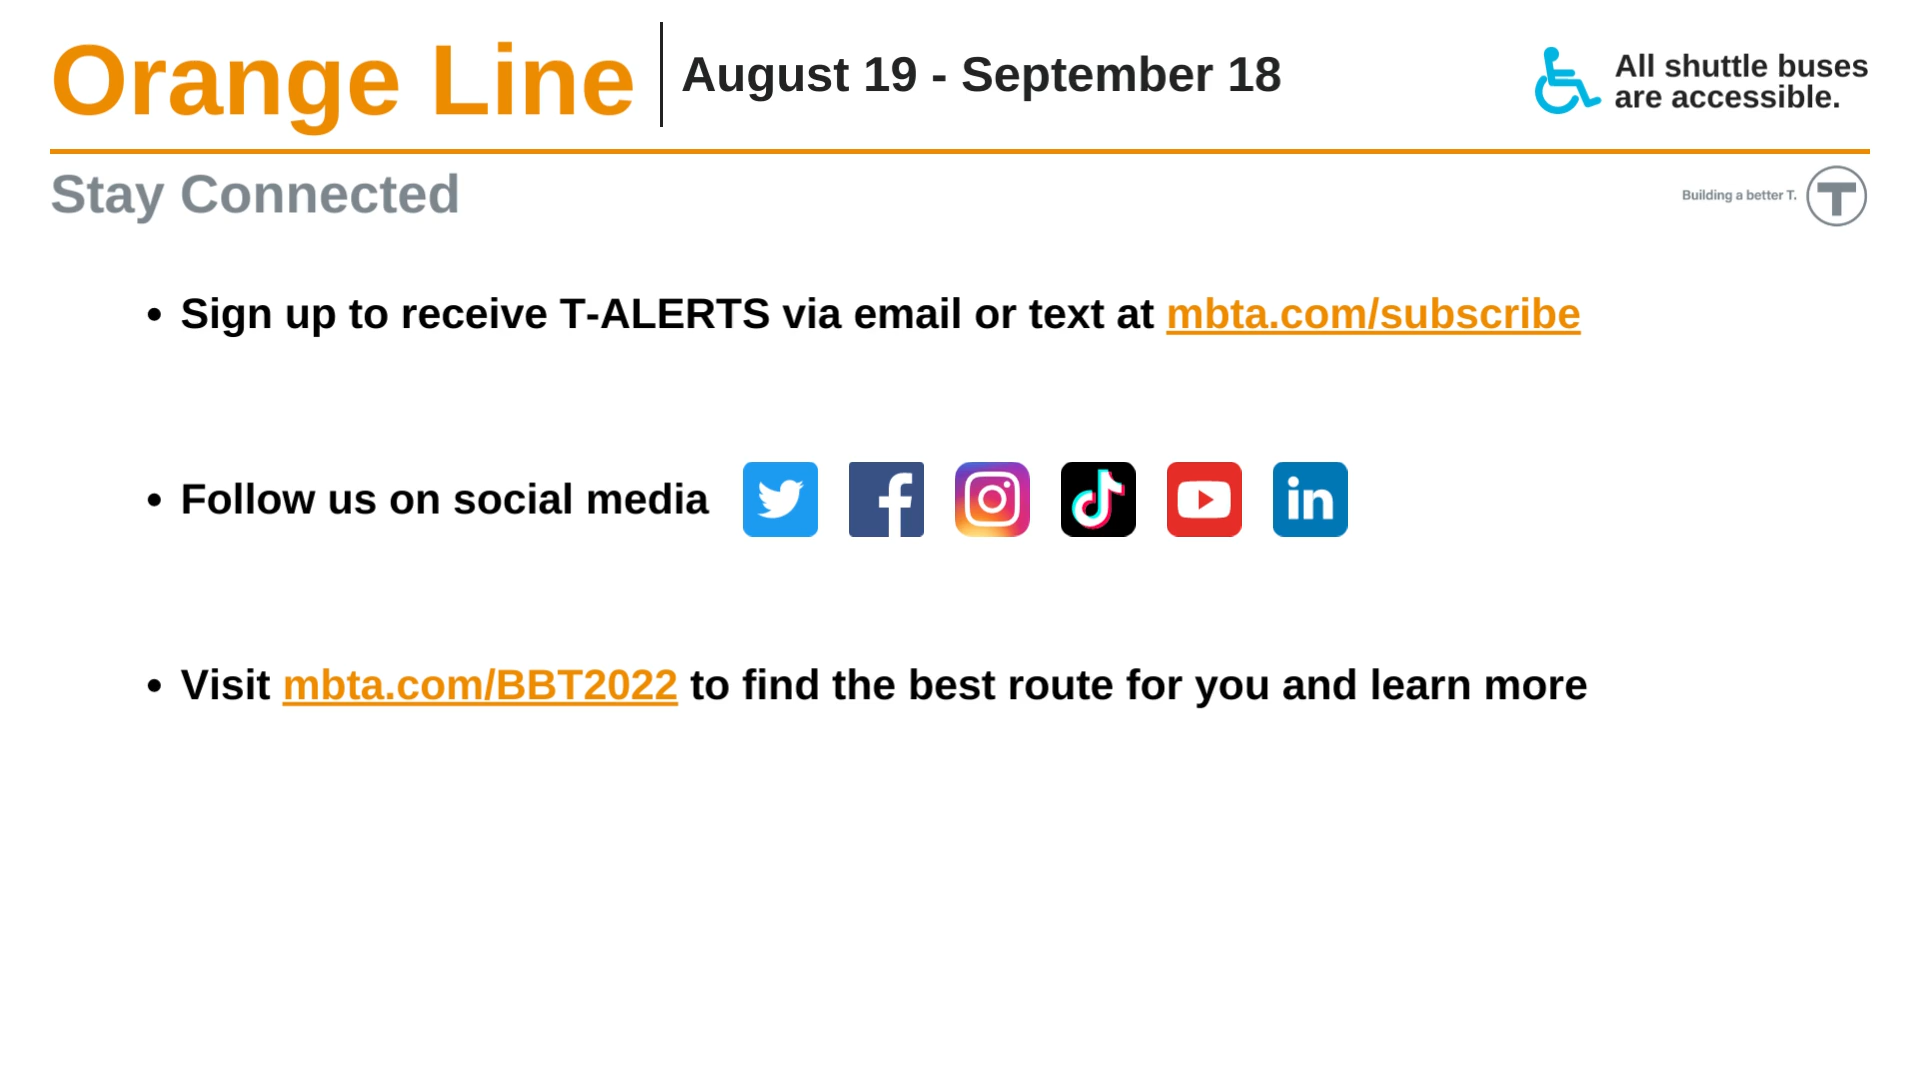 Orange Line
August 19 - September 18
All shuttle buses
are accessible.
Stay Connected
Building a better T.
T
• Sign up to receive T-ALERTS via email or text at mbta.com/subscribe
• Follow us on social media
• Visit mbta.com/BBT2022 to find the best route for you and learn more